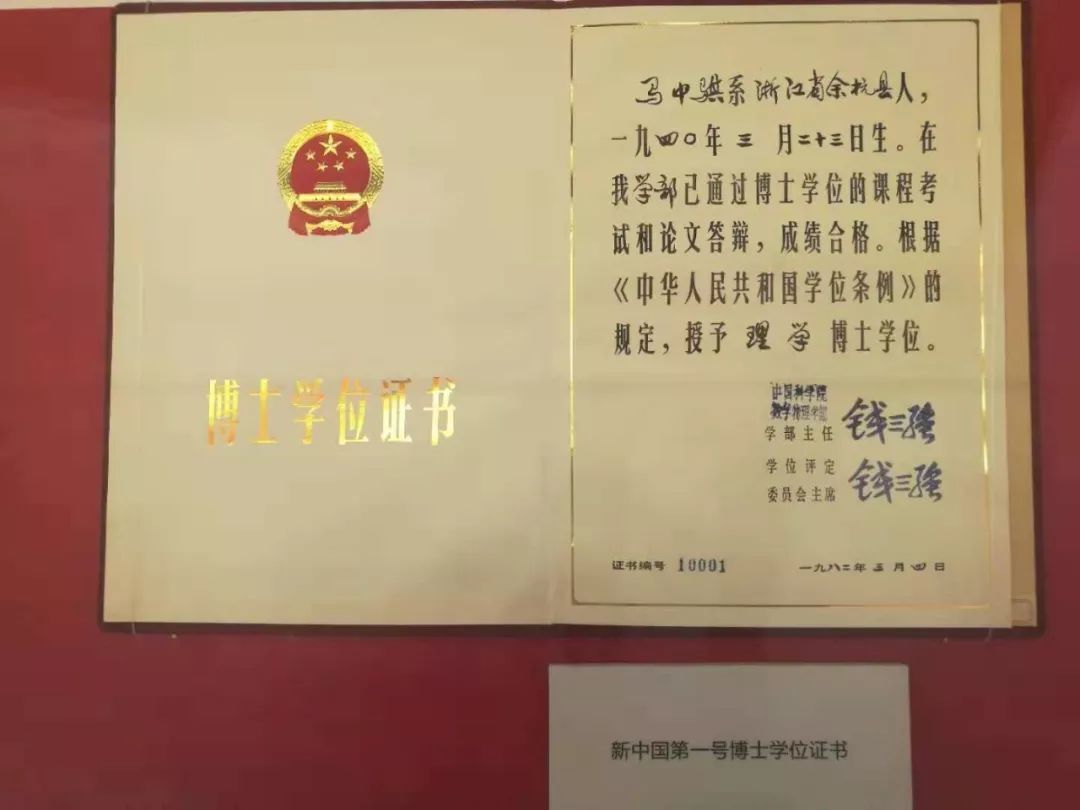 博士学位证书
马中骐系浙江省余杭县人，
一九四〇年三月二十三日生。在
我学部已通过博士学位的课程考
试和论文答辩，成绩合格。根据
《中华人民共和国学位条例》的
规定，授予理学博士学位。
中国科学院
数学物理学部
学部主任 钱三强
学位评定
委员会主席 钱三强
证书编号 10001 一九八二年三月四日
新中国第一号博士学位证书